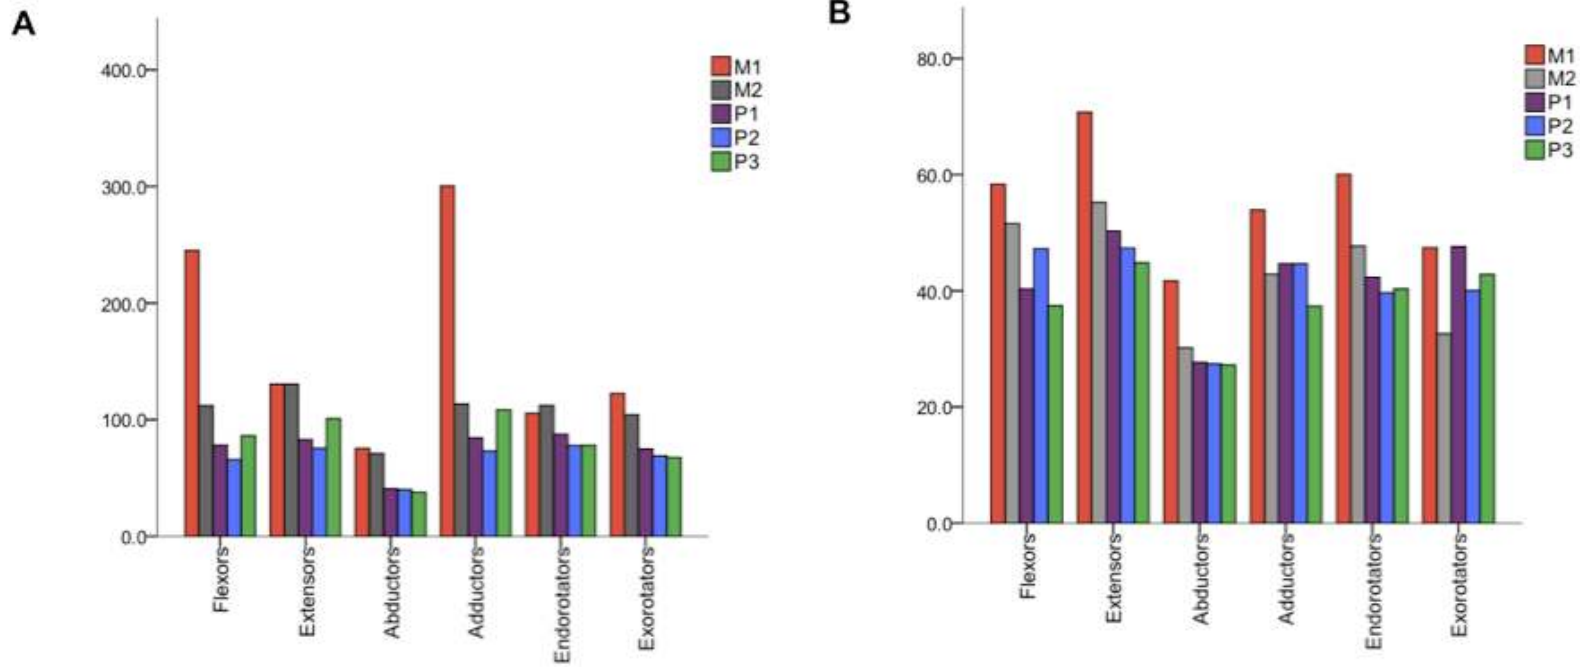 A
400.0
300.0
200.0
100.0
0.0
Flexors
Extensors
Abductors
Adductors
Endorotators
Exorotators
M1
M2
P1
P2
P3
B
80.0
60.0
40.0
20.0
0.0
Flexors
Extensors
Abductors
Adductors
Endorotators
Exorotators
M1
M2
P1
P2
P3